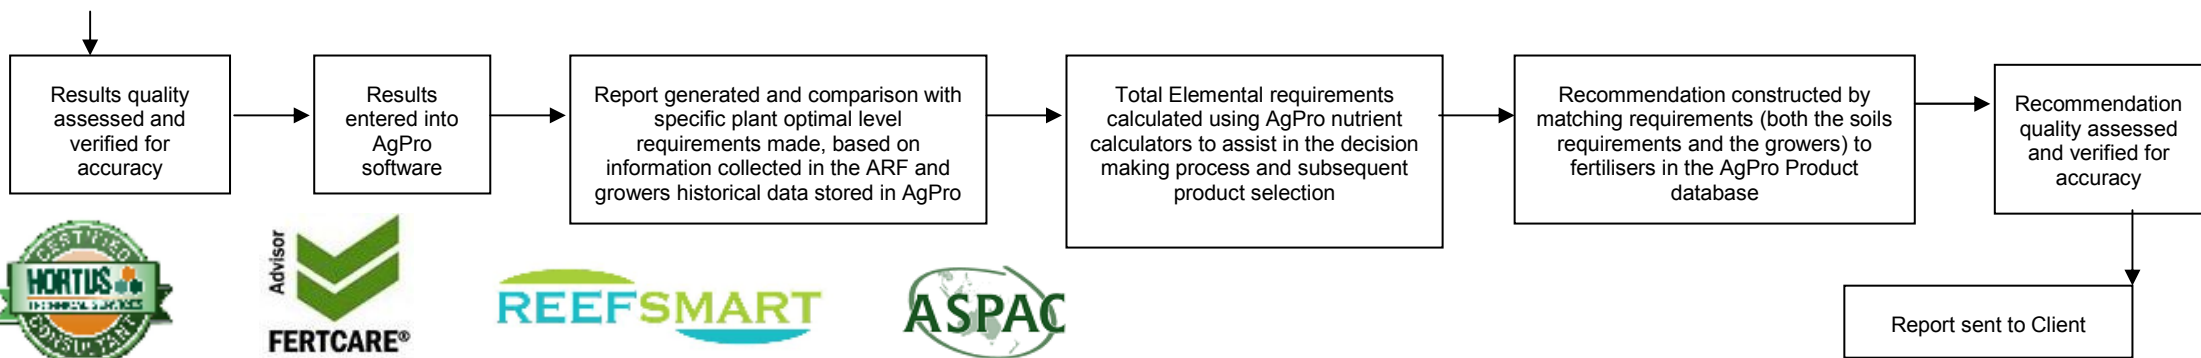 Results quality
assessed and
verified for
accuracy
Results
entered into
AgPro
software
Report generated and comparison with
specific plant optimal level
requirements made, based on
information collected in the ARF and
growers historical data stored in AgPro
Total Elemental requirements
calculated using AgPro nutrient
calculators to assist in the decision
making process and subsequent
product selection
Recommendation constructed by
matching requirements (both the soils
requirements and the growers) to
fertilisers in the AgPro Product
database
Recommendation
quality assessed
and verified for
accuracy
Report sent to Client
CERTIFIED
HORTUS
TECHNICAL SERVICES
CONSULTANT
Advisor
FERTCARE®
REEFSMART
ASPAC